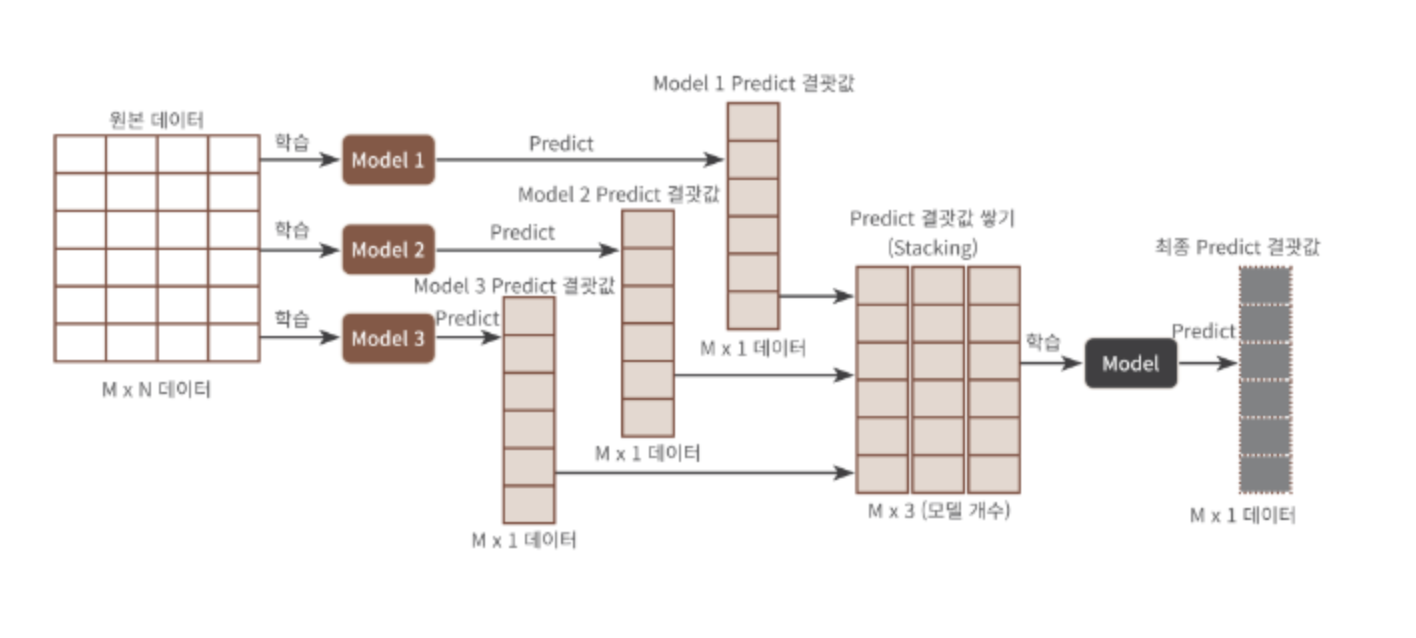 Model 1 Predict 결괏값
원본 데이터
학습
Model 1
Predict
Model 2 Predict 결괏값
학습
Model 2
Predict
Model 3 Predict 결괏값
학습
Model 3
Predict
M x N 데이터
M x 1 데이터
M x 1 데이터
M x 1 데이터
Predict 결괏값 쌓기
(Stacking)
M x 3 (모델 개수)
학습
Model
Predict
최종 Predict 결괏값
M x 1 데이터